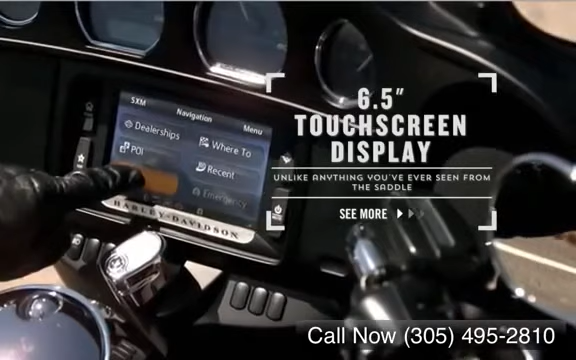 SXM
Navigation
Menu
Dealerships
Where To
POI
Recent
Emergency
HARLEY-DAVIDSON
6.5"
TOUCHSCREEN
DISPLAY
UNLIKE ANYTHING YOU'VE EVER SEEN FROM
THE SADDLE
SEE MORE
Call Now (305) 495-2810